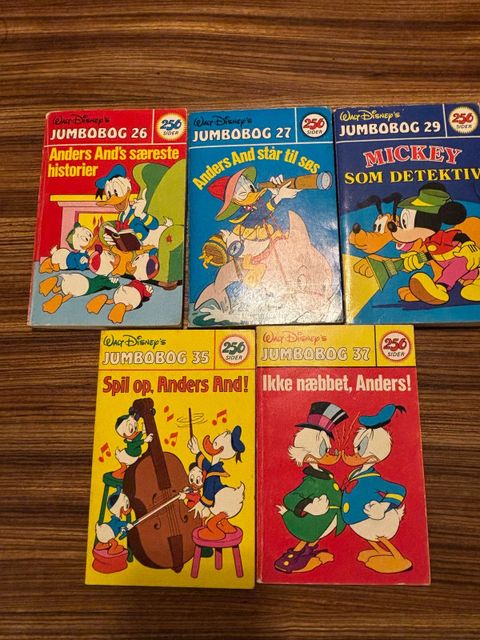 Walt Disney's
JUMBOBOG 26
256
SIDER
Anders And's særeste
historier
Walt Disney's
JUMBOBOG 27
256
SIDER
Anders And står til søs
Walt Disney's
JUMBOBOG 29
256
SIDER
MICKEY
SOM DETEKTIV
Walt Disney's
JUMBOBOG 35
256
SIDER
Spil op, Anders And!
Walt Disney's
JUMBOBOG 37
256
SIDER
Ikke næbbet, Anders!